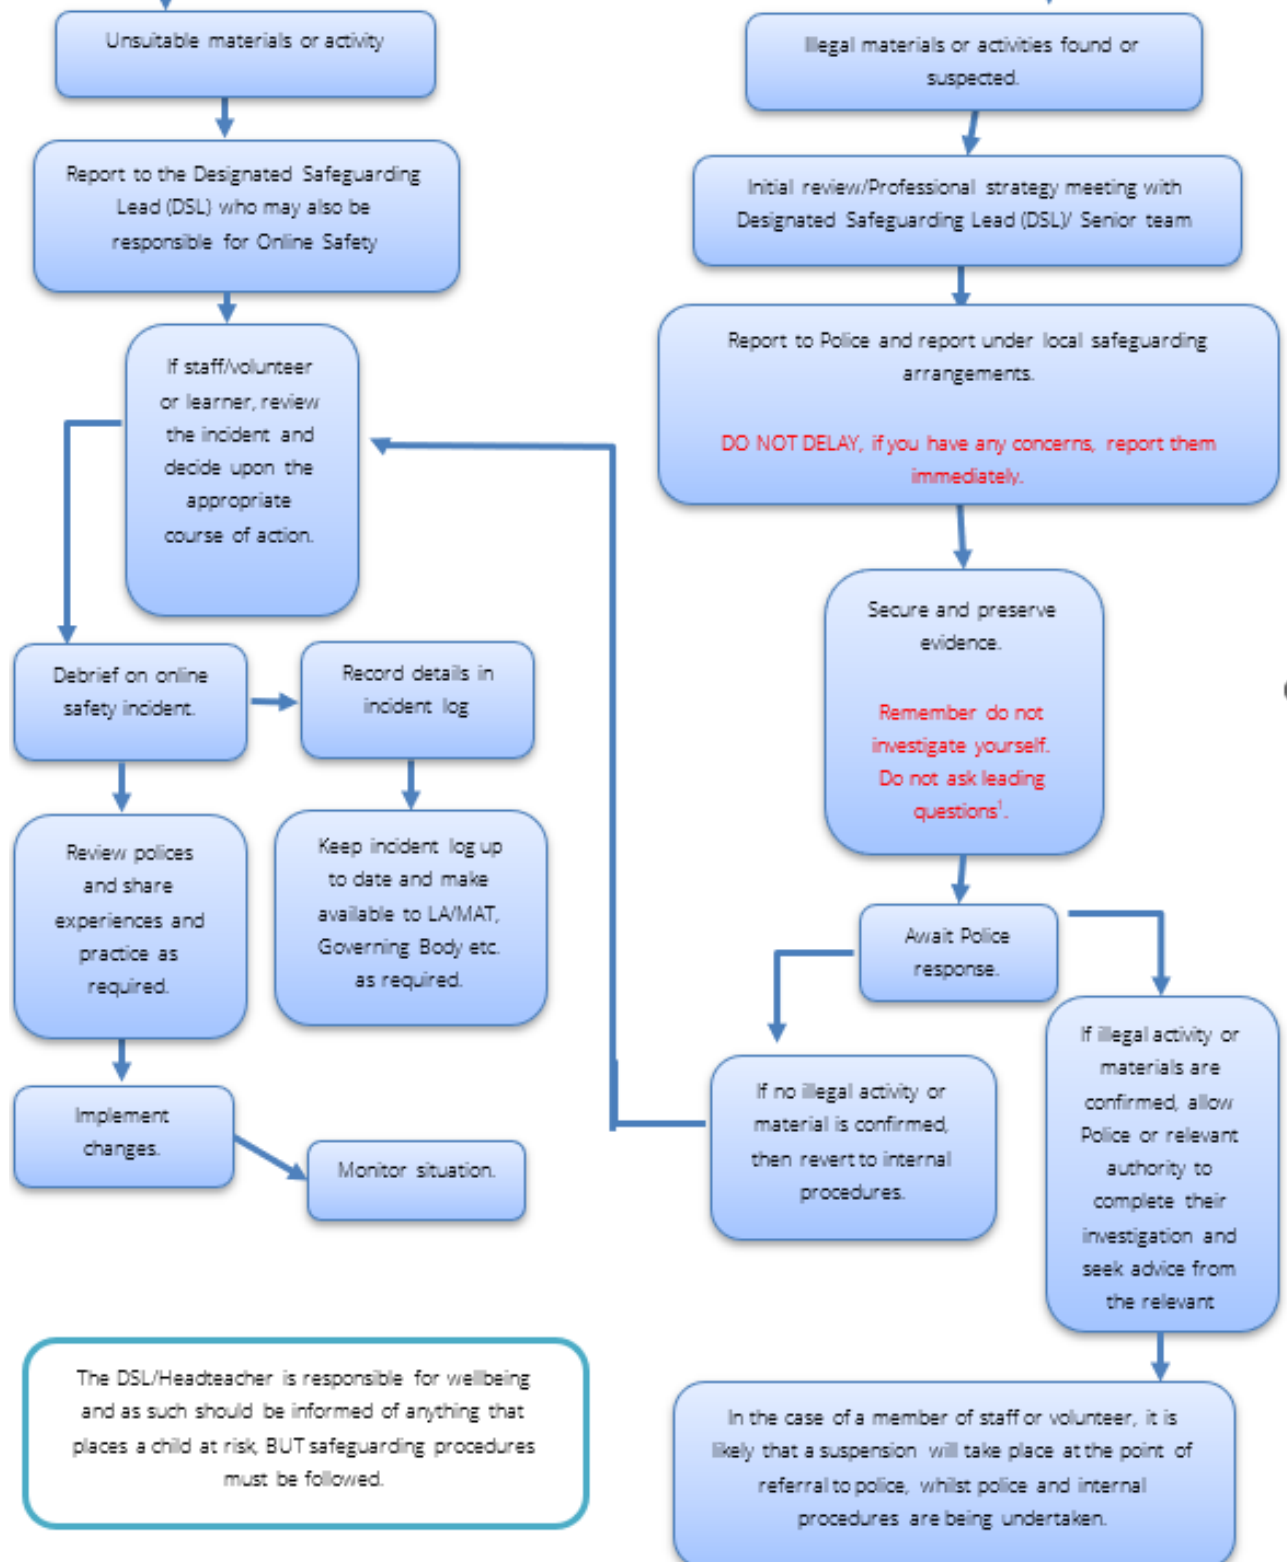 Unsuitable materials or activity
Report to the Designated Safeguarding
Lead (DSL) who may also be
responsible for Online Safety
If staff/volunteer
or learner, review
the incident and
decide upon the
appropriate
course of action.
Debrief on online
safety incident.
Record details in
incident log
Review polices
and share
experiences and
practice as
required.
Keep incident log up
to date and make
available to LA/MAT,
Governing Body etc.
as required.
Implement
changes.
Monitor situation.
The DSL/Headteacher is responsible for wellbeing
and as such should be informed of anything that
places a child at risk, BUT safeguarding procedures
must be followed.
Illegal materials or activities found or
suspected.
Initial review/Professional strategy meeting with
Designated Safeguarding Lead (DSL)/ Senior team
Report to Police and report under local safeguarding
arrangements.
DO NOT DELAY, if you have any concerns, report them
immediately.
Secure and preserve
evidence.
Remember do not
investigate yourself.
Do not ask leading
questions¹.
Await Police
response.
If no illegal activity or
material is confirmed,
then revert to internal
procedures.
If illegal activity or
materials are
confirmed, allow
Police or relevant
authority to
complete their
investigation and
seek advice from
the relevant
In the case of a member of staff or volunteer, it is
likely that a suspension will take place at the point of
referral to police, whilst police and internal
procedures are being undertaken.